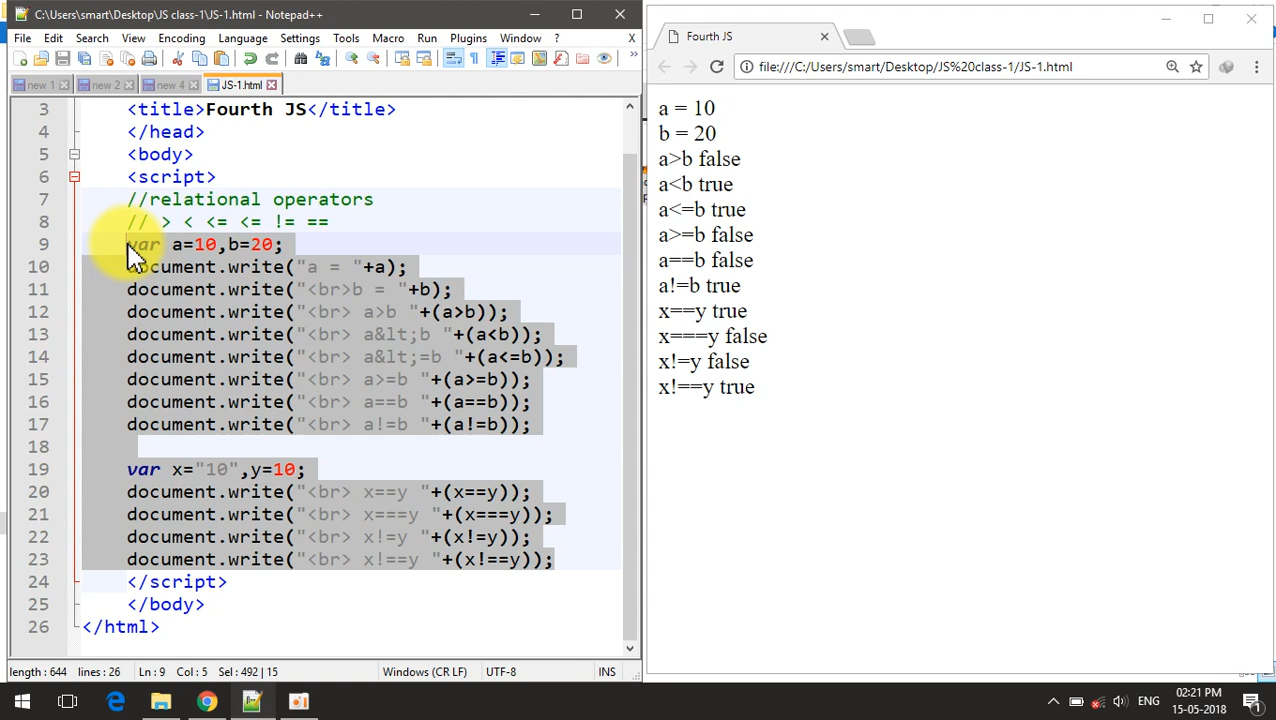 C:\Users\smart\Desktop\JS class-1\JS-1.html - Notepad++
File Edit Search View Encoding Language Settings Tools Macro Run Plugins Window ? X
new 1 new 2 new 4 JS-1.html
3 <title>Fourth JS</title>
4 </head>
5 <body>
6 <script>
7 //relational operators
8 // > < <= <= != ==
9 var a=10,b=20;
10 document.write("a = "+a);
11 document.write("<br>b = "+b);
12 document.write("<br> a>b "+(a>b));
13 document.write("<br> a&lt;b "+(a<b));
14 document.write("<br> a&lt;=b "+(a<=b));
15 document.write("<br> a>=b "+(a>=b));
16 document.write("<br> a==b "+(a==b));
17 document.write("<br> a!=b "+(a!=b));
18
19 var x="10",y=10;
20 document.write("<br> x==y "+(x==y));
21 document.write("<br> x===y "+(x===y));
22 document.write("<br> x!=y "+(x!=y));
23 document.write("<br> x!==y "+(x!==y));
24 </script>
25 </body>
26 </html>
length : 644 lines : 26 Ln : 9 Col : 5 Sel : 492 | 15 Windows (CR LF) UTF-8 INS
Fourth JS
file:///C:/Users/smart/Desktop/JS%20class-1/JS-1.html
a = 10
b = 20
a>b false
a<b true
a<=b true
a>=b false
a==b false
a!=b true
x==y true
x===y false
x!=y false
x!==y true
ENG
02:21 PM
15-05-2018
1